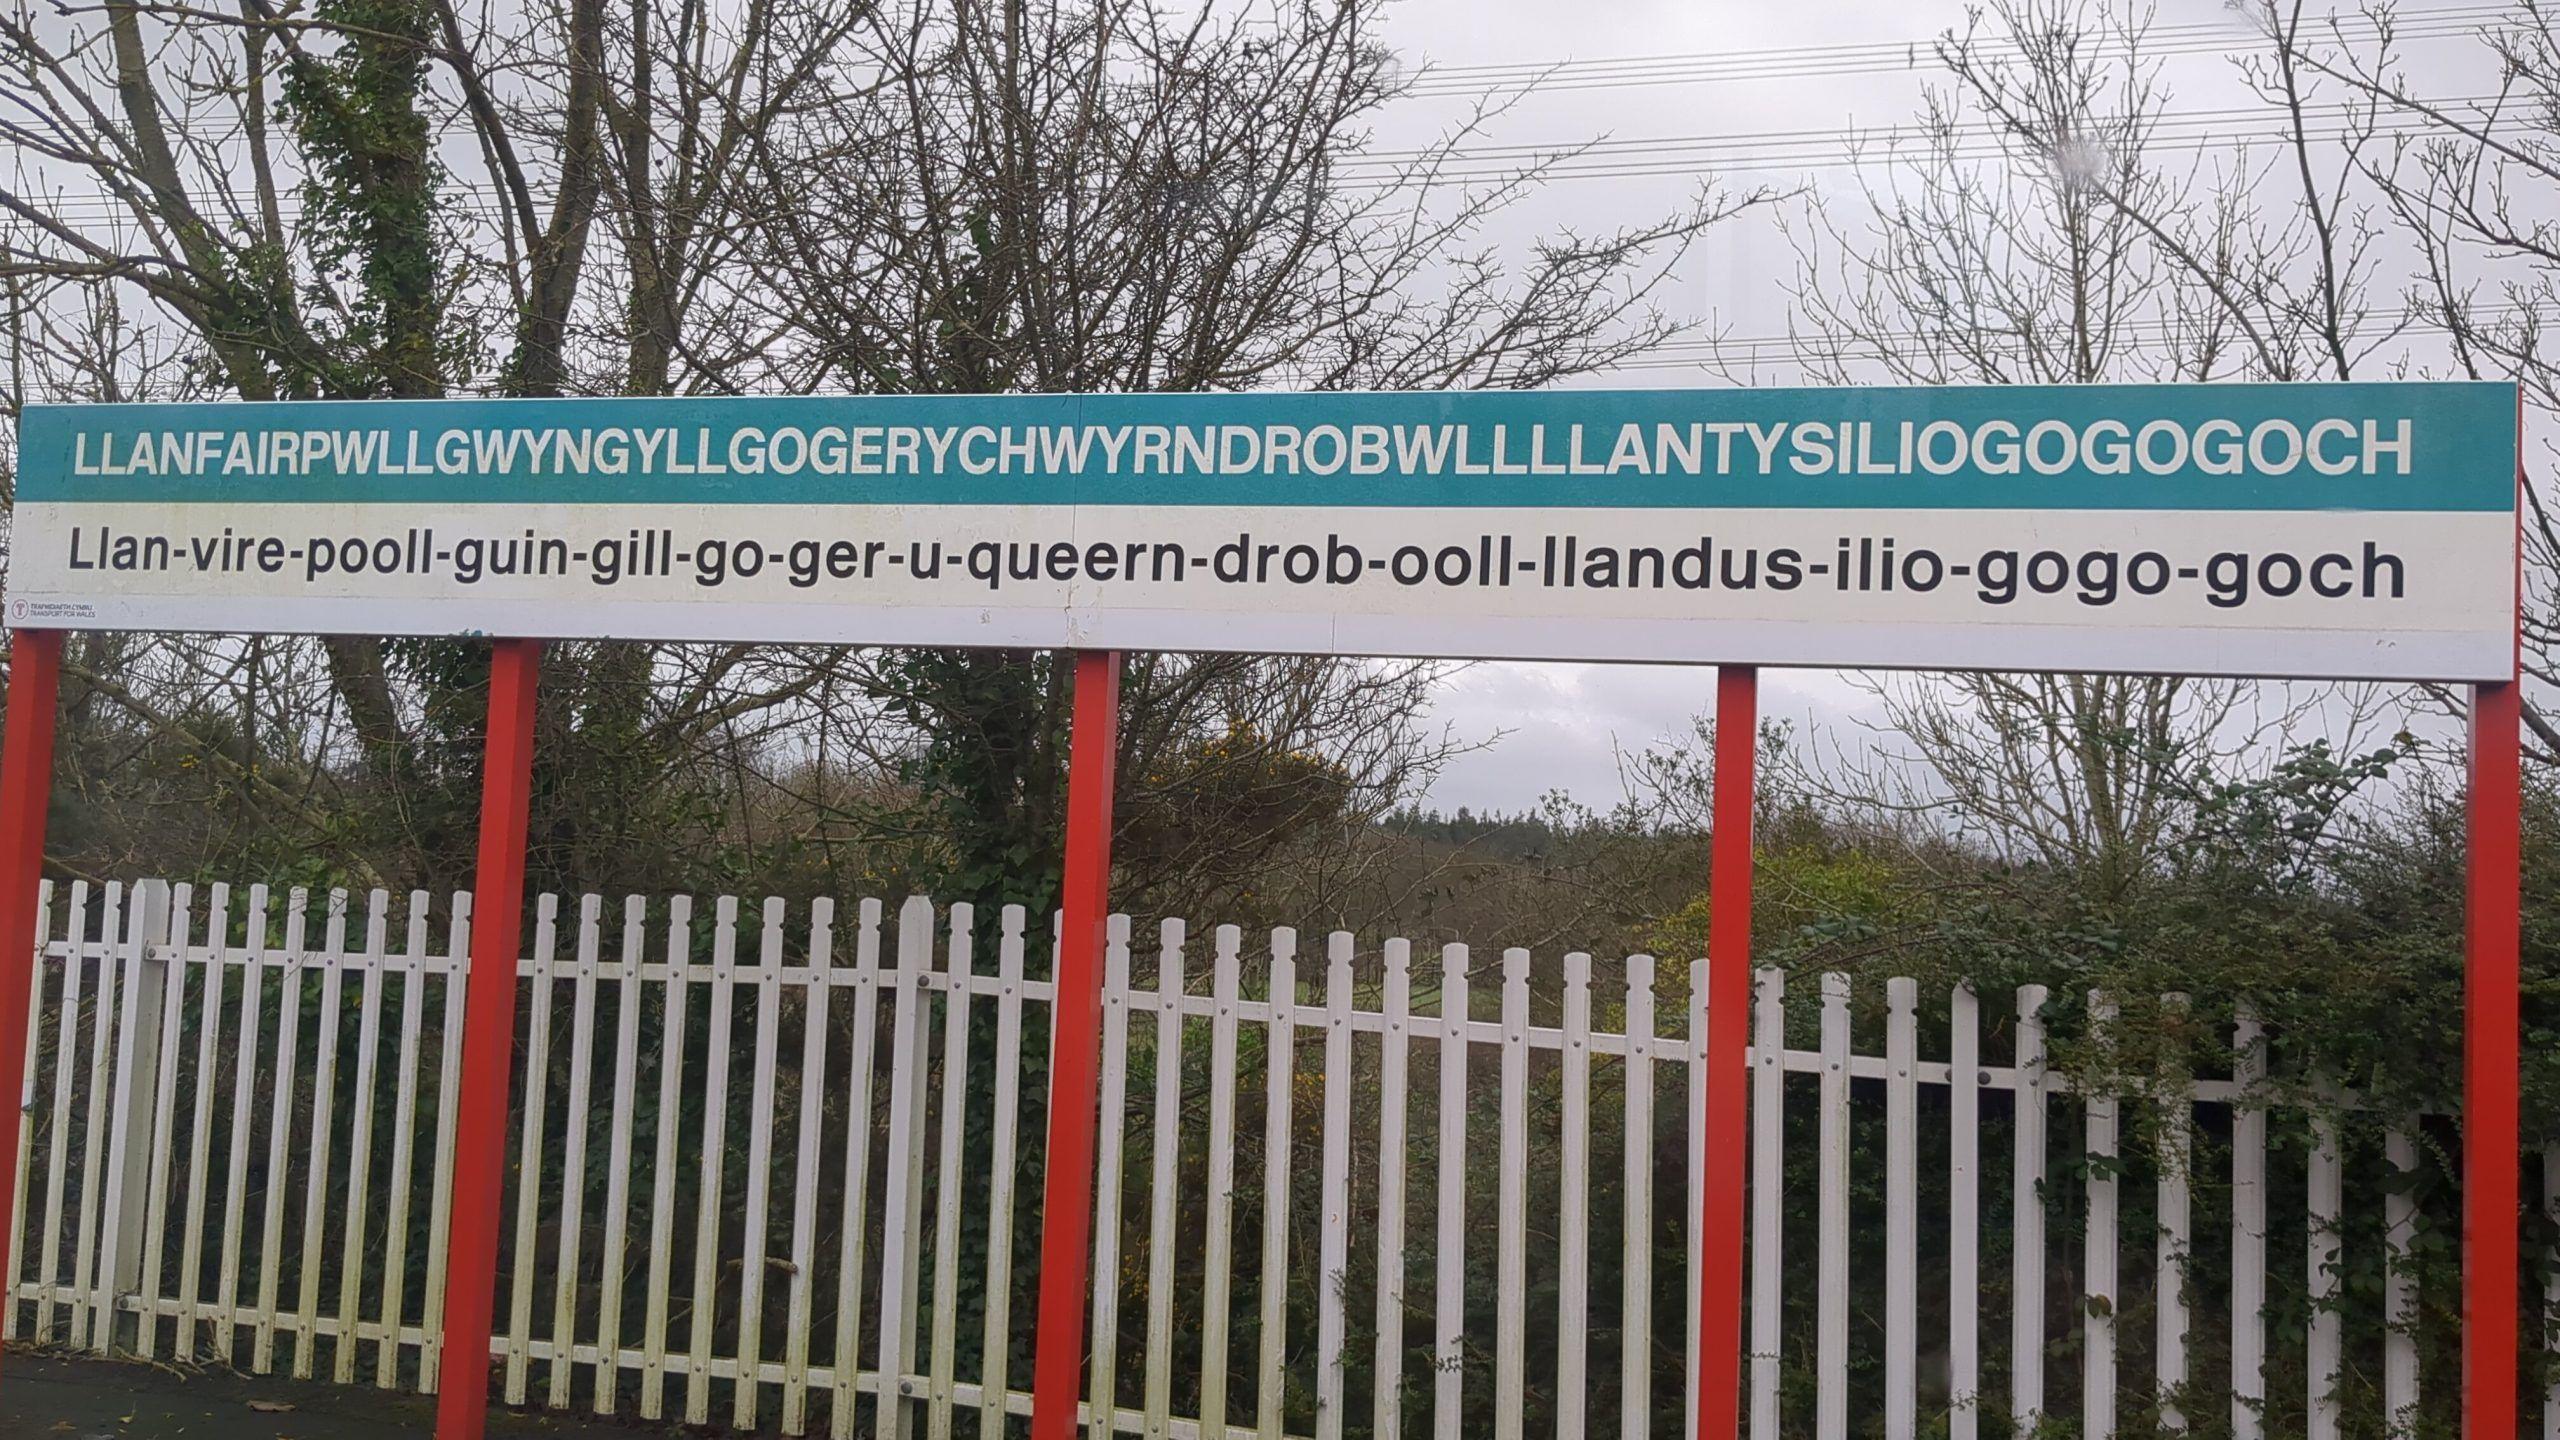 LLANFAIRPWLLGWYNGYLLGOGERYCHWYRNDROBWLLLLANTYSILIOGOGOGOCH
Llan-vire-pooll-guin-gill-go-ger-u-queern-drob-ooll-llandus-ilio-gogo-goch
TRAFNIDIAETH CYMRU
TRANSPORT FOR WALES